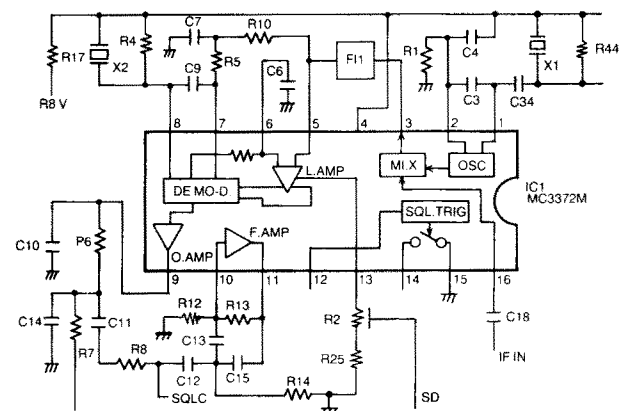 C7
R10
R17
R4
X2
C9
R5
C6
FI1
R1
C4
X1
R44
C3
C34
R8 V
8
7
6
5
4
3
2
1
L.AMP
MI.X
OSC
DE MO-D.
IC1
MC3372M
SQL.TRIG
F.AMP
O.AMP
C10
P6
9
10
11
12
13
14
15
16
C14
C11
R7
R8
R12
R13
C13
C12
C15
R14
R2
R25
C18
IF IN
SQLC
SD